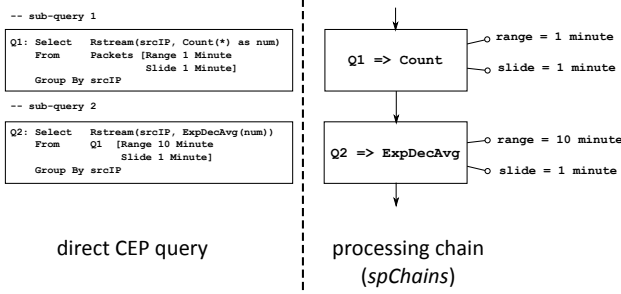 -- sub-query 1
Q1: Select Rstream(srcIP, Count(*) as num)
From Packets [Range 1 Minute
Slide 1 Minute]
Group By srcIP
-- sub-query 2
Q2: Select Rstream(srcIP, ExpDecAvg(num))
From Q1 [Range 10 Minute
Slide 1 Minute]
Group By srcIP
direct CEP query
Q1 => Count
range = 1 minute
slide = 1 minute
Q2 => ExpDecAvg
range = 10 minute
slide = 1 minute
processing chain
(spChains)